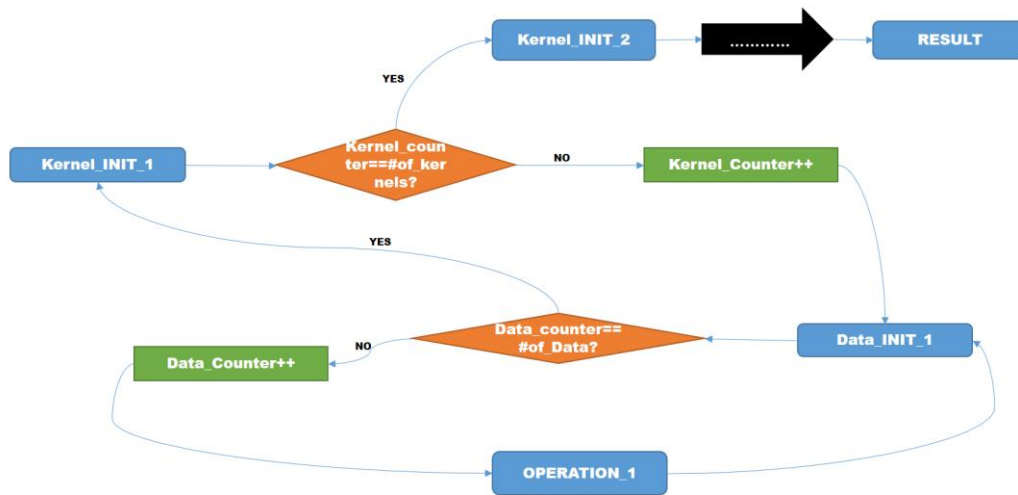 Kernel_INIT_2
............
RESULT
YES
Kernel_coun
ter==#of_ker
nels?
Kernel_INIT_1
NO
Kernel_Counter++
YES
Data_counter==
#of_Data?
Data_INIT_1
NO
Data_Counter++
OPERATION_1